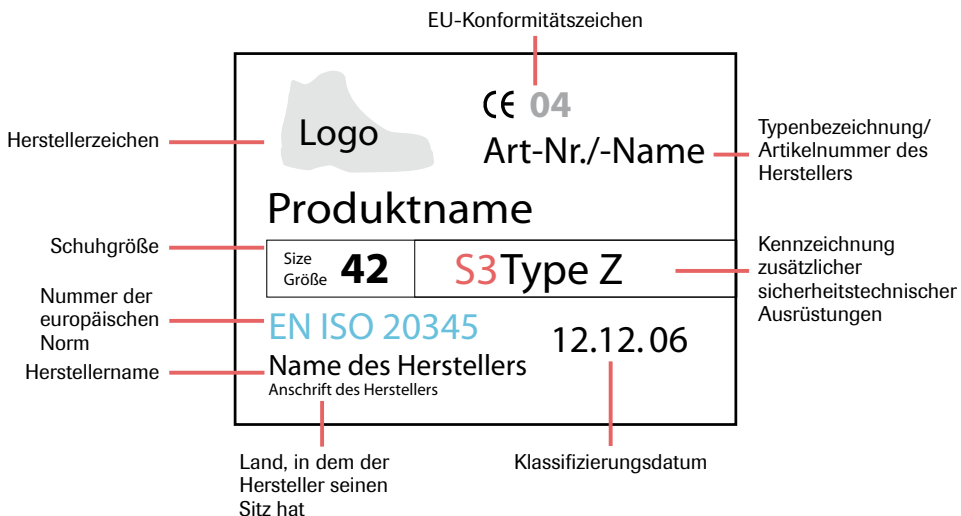 EU-Konformitätszeichen
CE 04
Logo
Herstellerzeichen
Art-Nr./-Name
Typenbezeichnung/
Artikelnummer des
Herstellers
Produktname
Schuhgröße
Size
Größe
42
S3Type Z
Kennzeichnung
zusätzlicher
sicherheitstechnischer
Ausrüstungen
Nummer der
europäischen
Norm
EN ISO 20345
12.12.06
Herstellername
Name des Herstellers
Anschrift des Herstellers
Land, in dem der
Hersteller seinen
Sitz hat
Klassifizierungsdatum